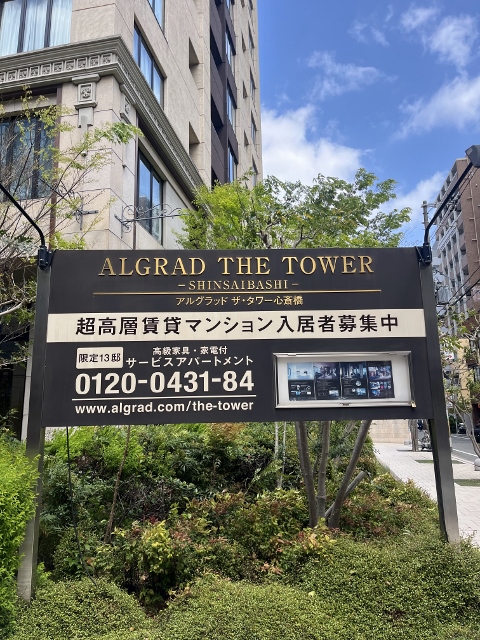 ALGRAD THE TOWER
-SHINSAIBASHI-
アルグラッド ザ・タワー心斎橋
超高層賃貸マンション入居者募集中
限定13邸
高級家具・家電付
サービスアパートメント
0120-0431-84
www.algrad.com/the-tower